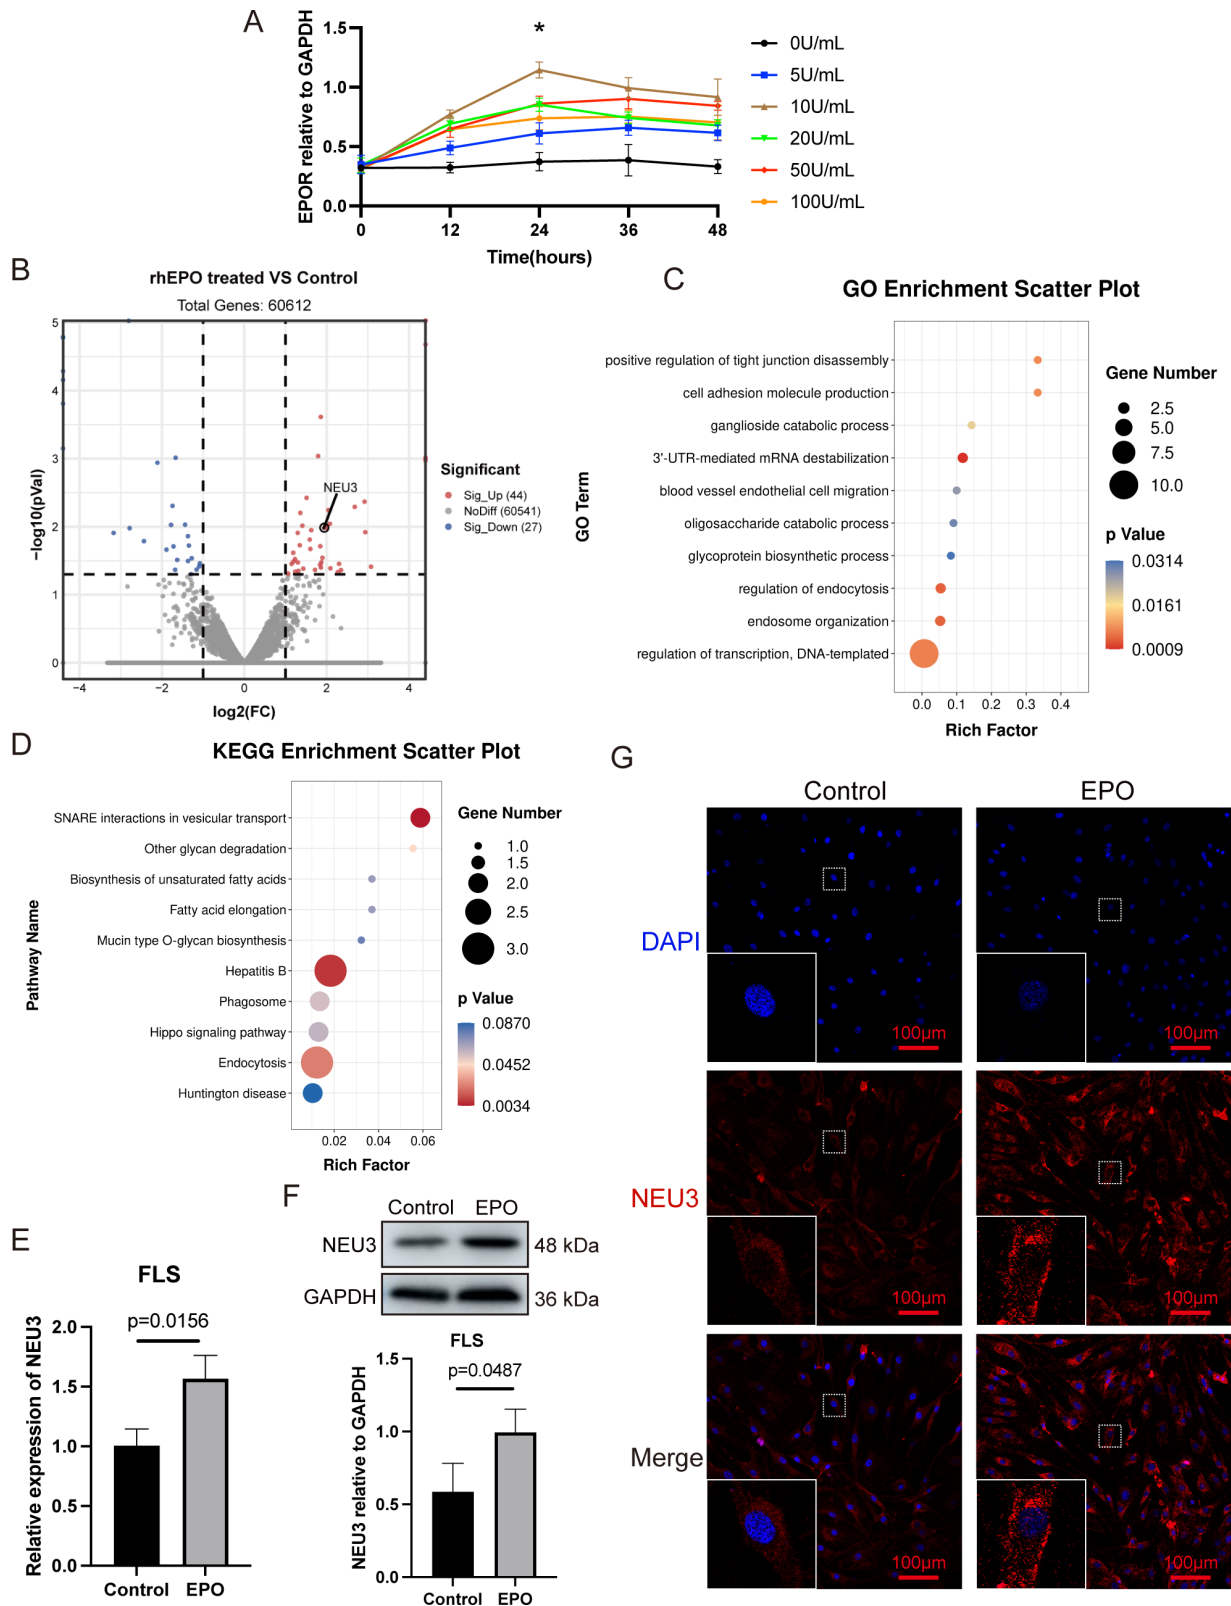 A
1.5
1.0
0.5
0.0
EPOR relative to GAPDH
*
0
12
24
36
48
Time(hours)
0U/mL
5U/mL
10U/mL
20U/mL
50U/mL
100U/mL
B
rhEPO treated VS Control
Total Genes: 60612
5
4
3
2
1
0
−log10(pVal)
NEU3
−4
−2
0
2
4
log2(FC)
Significant
Sig_Up (44)
NoDiff (60541)
Sig_Down (27)
C
GO Enrichment Scatter Plot
GO Term
positive regulation of tight junction disassembly
cell adhesion molecule production
ganglioside catabolic process
3'-UTR-mediated mRNA destabilization
blood vessel endothelial cell migration
oligosaccharide catabolic process
glycoprotein biosynthetic process
regulation of endocytosis
endosome organization
regulation of transcription, DNA-templated
0.0
0.1
0.2
0.3
0.4
Rich Factor
Gene Number
2.5
5.0
7.5
10.0
p Value
0.0314
0.0161
0.0009
D
KEGG Enrichment Scatter Plot
Pathway Name
SNARE interactions in vesicular transport
Other glycan degradation
Biosynthesis of unsaturated fatty acids
Fatty acid elongation
Mucin type O-glycan biosynthesis
Hepatitis B
Phagosome
Hippo signaling pathway
Endocytosis
Huntington disease
0.02
0.04
0.06
Rich Factor
Gene Number
1.0
1.5
2.0
2.5
3.0
p Value
0.0870
0.0452
0.0034
E
FLS
p=0.0156
2.0
1.5
1.0
0.5
0.0
Relative expression of NEU3
Control
EPO
F
Control
EPO
NEU3
48 kDa
GAPDH
36 kDa
FLS
p=0.0487
1.5
1.0
0.5
0.0
NEU3 relative to GAPDH
Control
EPO
G
Control
EPO
DAPI
100μm
100μm
NEU3
100μm
100μm
Merge
100μm
100μm